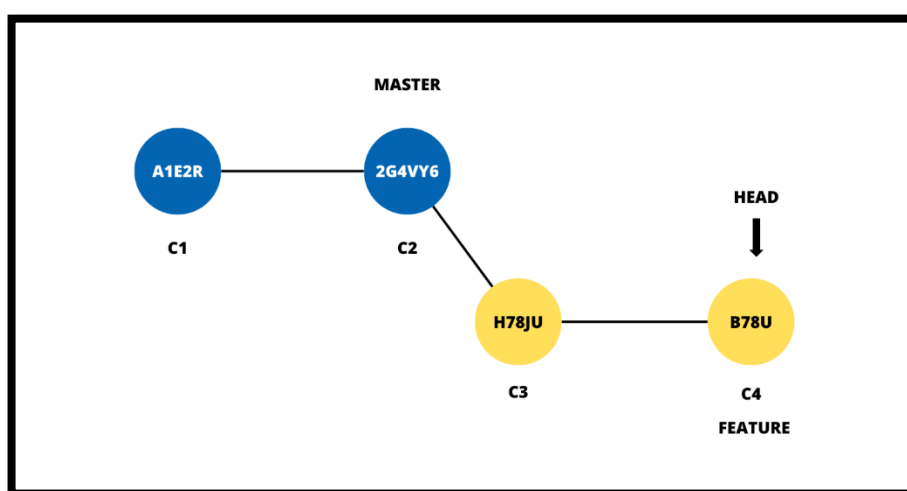 MASTER
A1E2R
2G4VY6
C1
C2
HEAD
H78JU
B78U
C3
C4
FEATURE